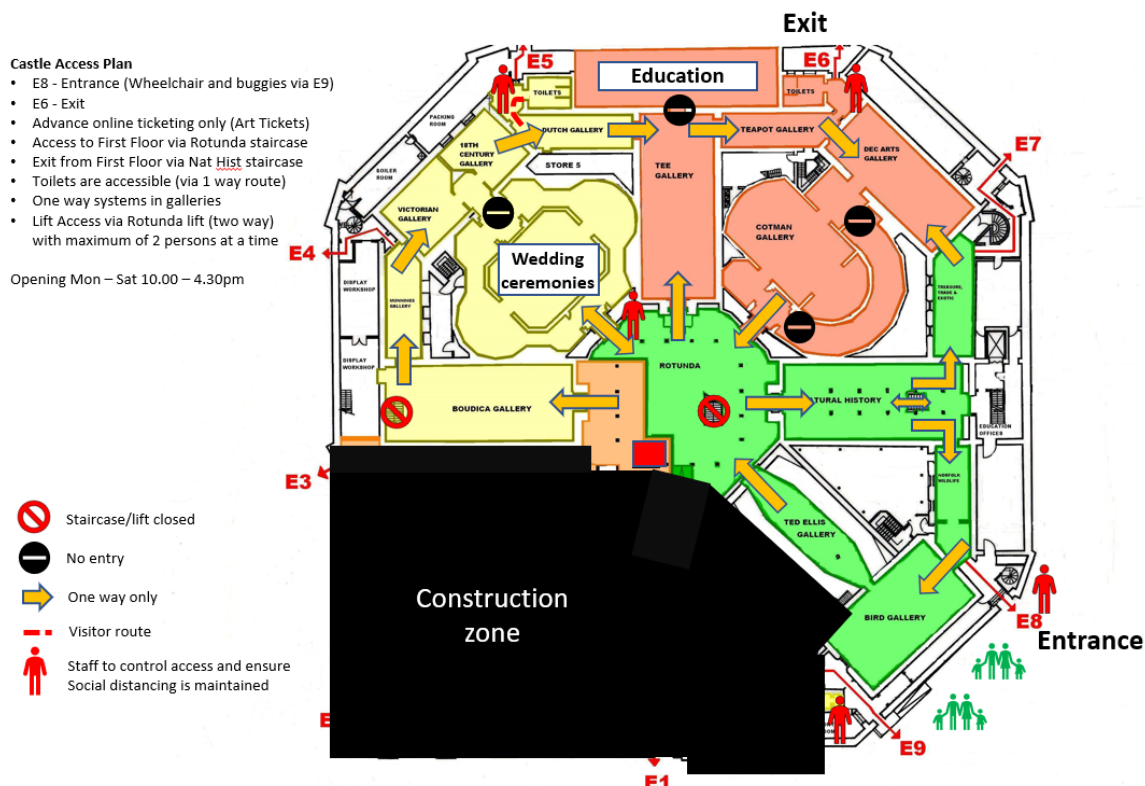 Exit
Castle Access Plan
• E8 - Entrance (Wheelchair and buggies via E9)
• E6 - Exit
• Advance online ticketing only (Art Tickets)
• Access to First Floor via Rotunda staircase
• Exit from First Floor via Nat Hist staircase
• Toilets are accessible (via 1 way route)
• One way systems in galleries
• Lift Access via Rotunda lift (two way)
with maximum of 2 persons at a time
Opening Mon – Sat 10.00 – 4.30pm
E5
E6
Education
TOILETS
TOILETS
PACKING
ROOM
DUTCH GALLERY
TEAPOT GALLERY
E7
18TH
CENTURY
GALLERY
STORE 5
TEE
GALLERY
DEC ARTS
GALLERY
BOILER
ROOM
VICTORIAN
GALLERY
COTMAN
GALLERY
E4
Wedding
ceremonies
DISPLAY
WORKSHOP
MUNNINGS
GALLERY
TREASURE,
TRADE &
EXOTIC
DISPLAY
WORKSHOP
ROTUNDA
BOUDICA GALLERY
ATURAL HISTORY
EDUCATION
OFFICES
E3
NORFOLK
WILDLIFE
Staircase/lift closed
No entry
One way only
Visitor route
Staff to control access and ensure
Social distancing is maintained
TED ELLIS
GALLERY
Construction
zone
BIRD GALLERY
E8
Entrance
E
E9
E1